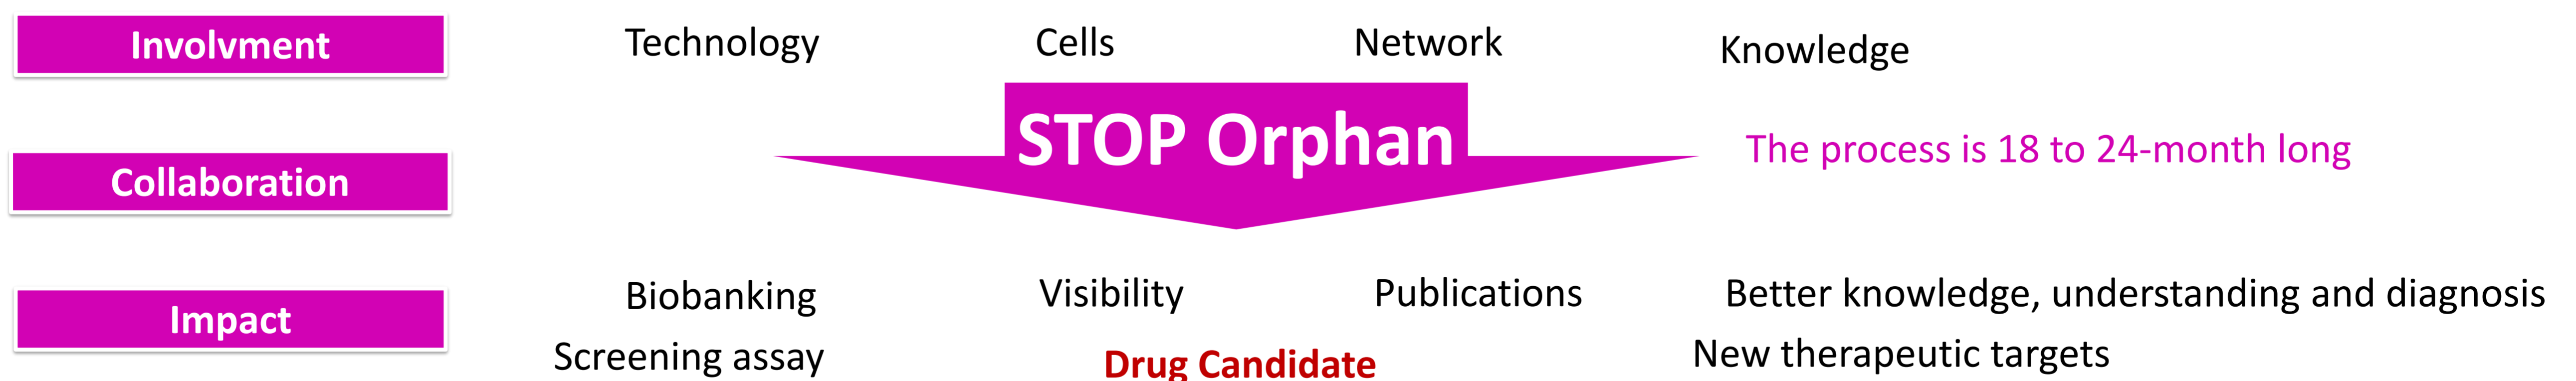 Involvment
Technology
Cells
Network
Knowledge
STOP Orphan
The process is 18 to 24-month long
Collaboration
Impact
Biobanking
Visibility
Publications
Better knowledge, understanding and diagnosis
Screening assay
Drug Candidate
New therapeutic targets